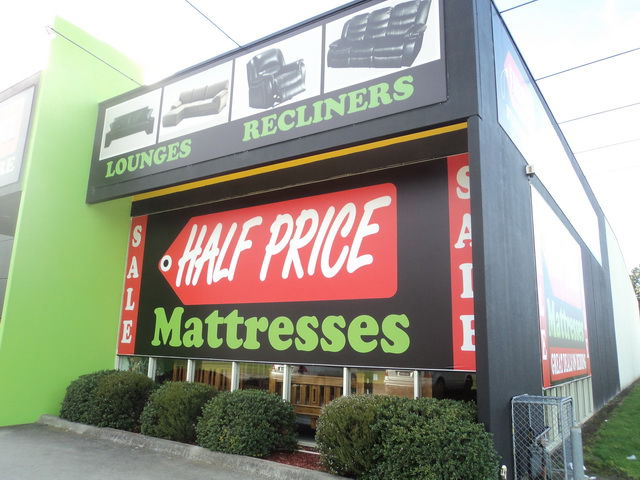 LOUNGES
RECLINERS
SALE
HALF PRICE
Mattresses
SALE
Mattresses